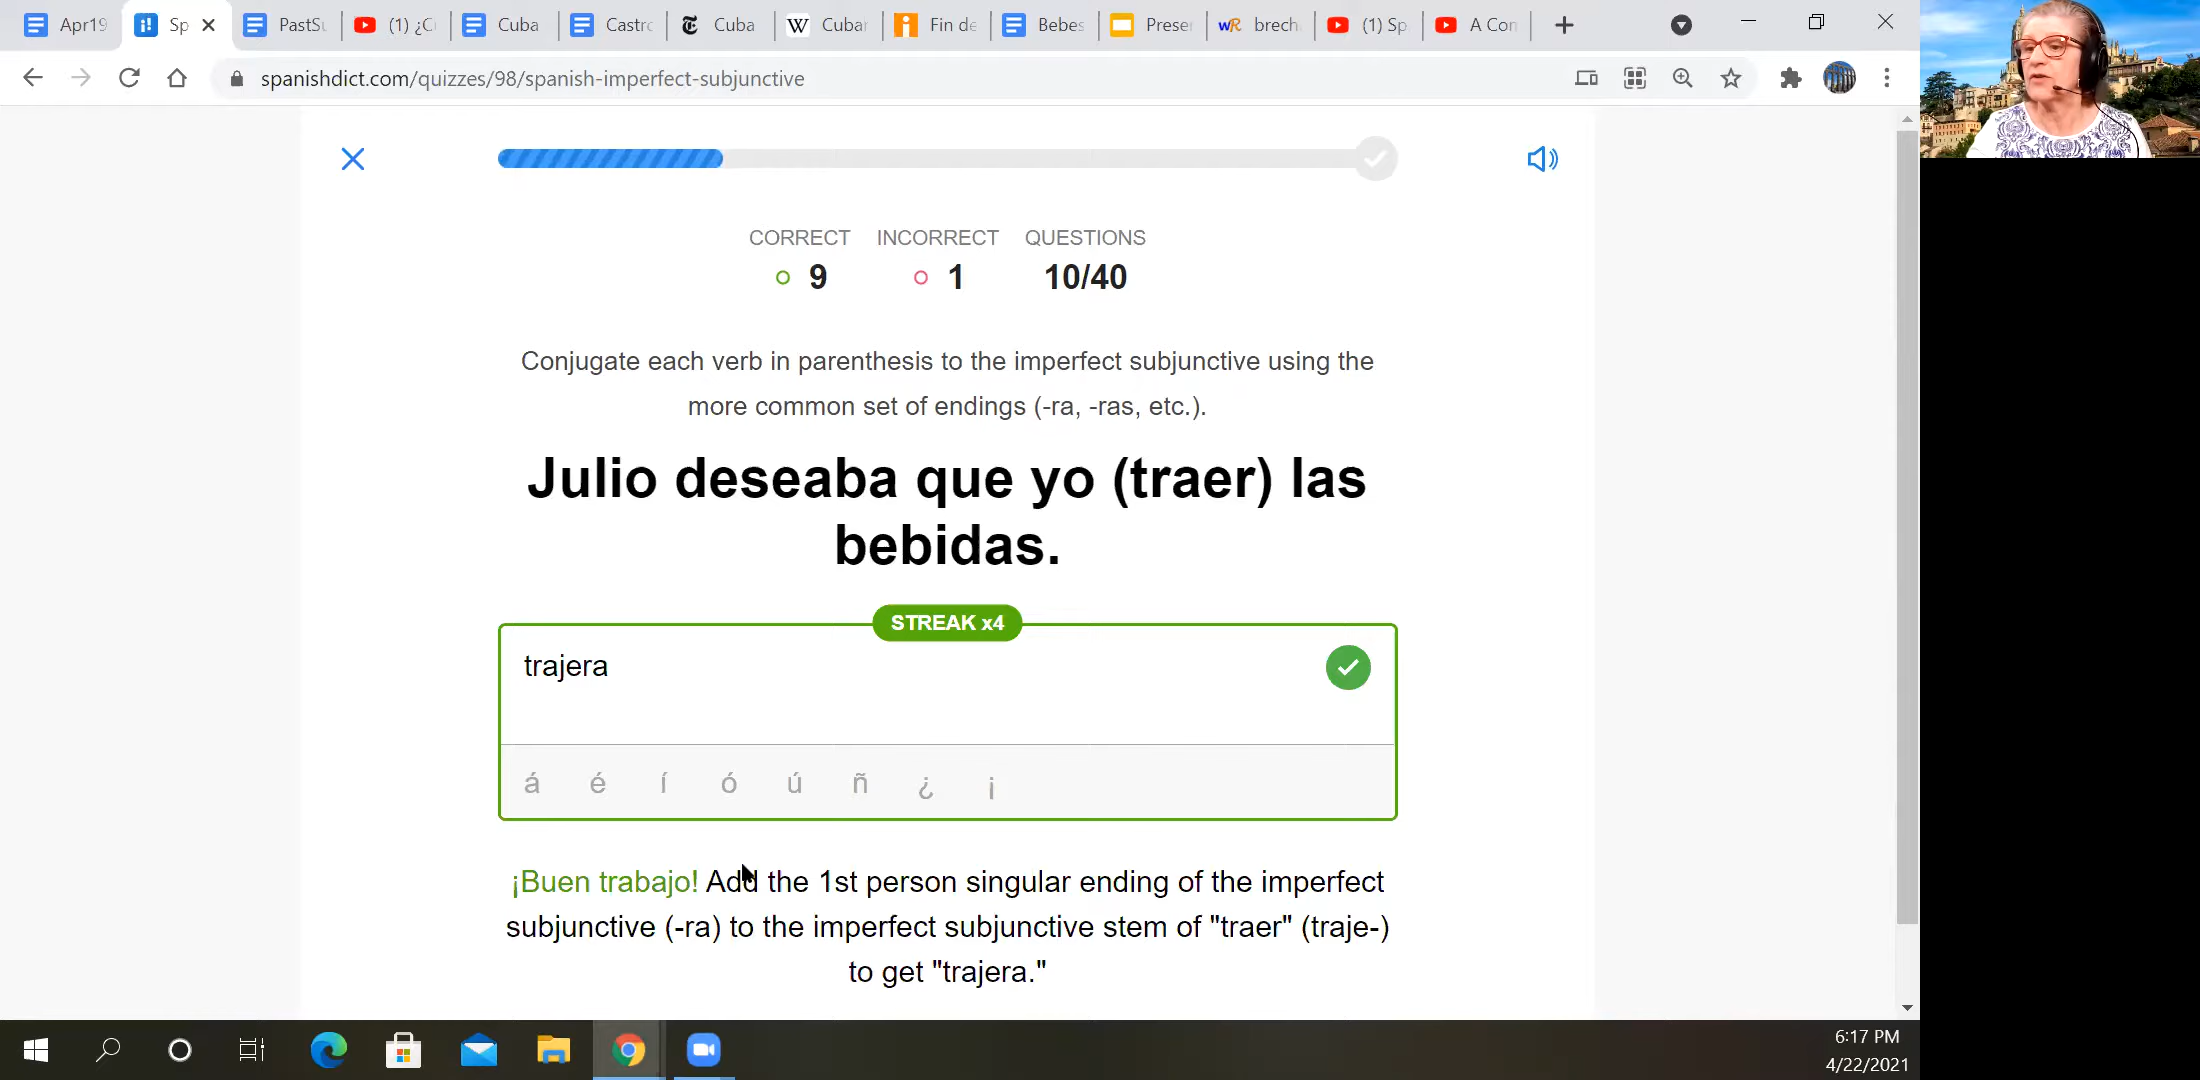 Apr19 Sp PastSu (1) ¿C Cuba Castro Cuba Cubar Fin de Bebes Preser brech (1) Sp A Con
spanishdict.com/quizzes/98/spanish-imperfect-subjunctive
CORRECT INCORRECT QUESTIONS
9 1 10/40
Conjugate each verb in parenthesis to the imperfect subjunctive using the
more common set of endings (-ra, -ras, etc.).
Julio deseaba que yo (traer) las
bebidas.
STREAK x4
trajera
á é í ó ú ñ ¿ ¡
¡Buen trabajo! Add the 1st person singular ending of the imperfect
subjunctive (-ra) to the imperfect subjunctive stem of "traer" (traje-)
to get "trajera."
6:17 PM
4/22/2021